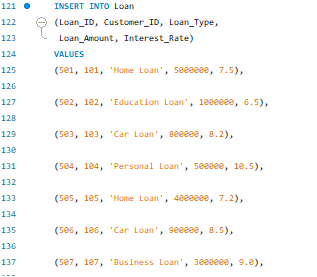 121 INSERT INTO Loan
122 (Loan_ID, Customer_ID, Loan_Type,
123 Loan_Amount, Interest_Rate)
124 VALUES
125 (501, 101, 'Home Loan', 5000000, 7.5),
126
127 (502, 102, 'Education Loan', 1000000, 6.5),
128
129 (503, 103, 'Car Loan', 800000, 8.2),
130
131 (504, 104, 'Personal Loan', 500000, 10.5),
132
133 (505, 105, 'Home Loan', 4000000, 7.2),
134
135 (506, 106, 'Car Loan', 900000, 8.5),
136
137 (507, 107, 'Business Loan', 3000000, 9.0),